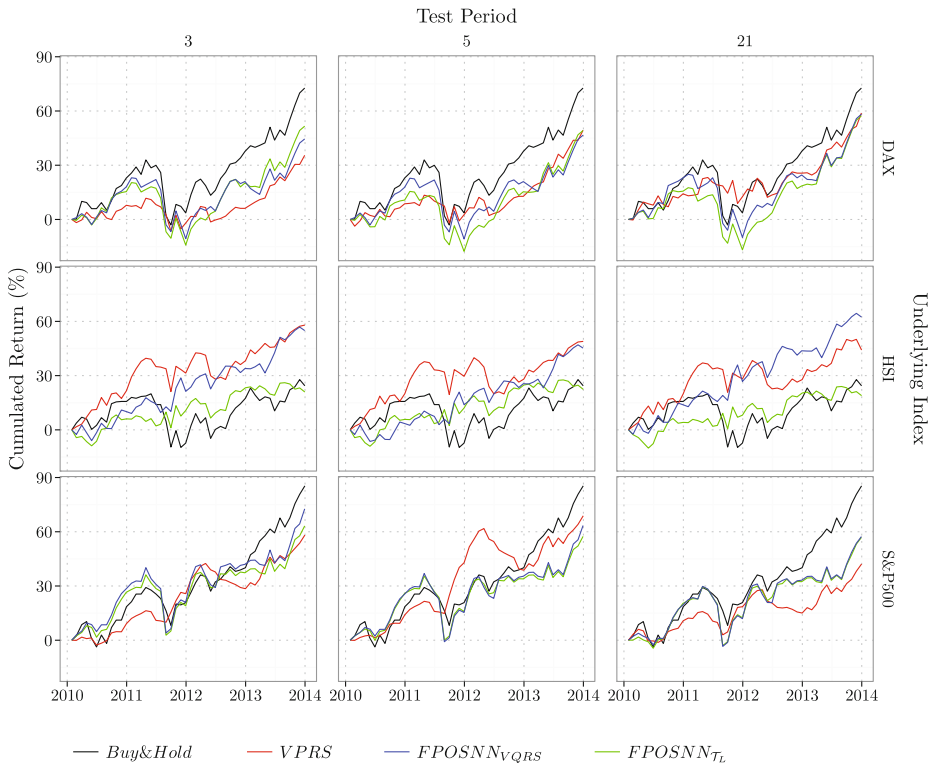 Test Period
3 5 21
90
60
30
0
DAX
90
60
30
0
HSI
90
60
30
0
S&P500
Cumulated Return (%)
Underlying Index
2010 2011 2012 2013 2014 2010 2011 2012 2013 2014 2010 2011 2012 2013 2014
Buy&Hold VPRS FPOSNN_VQRS FPOSNN_𝒯_L